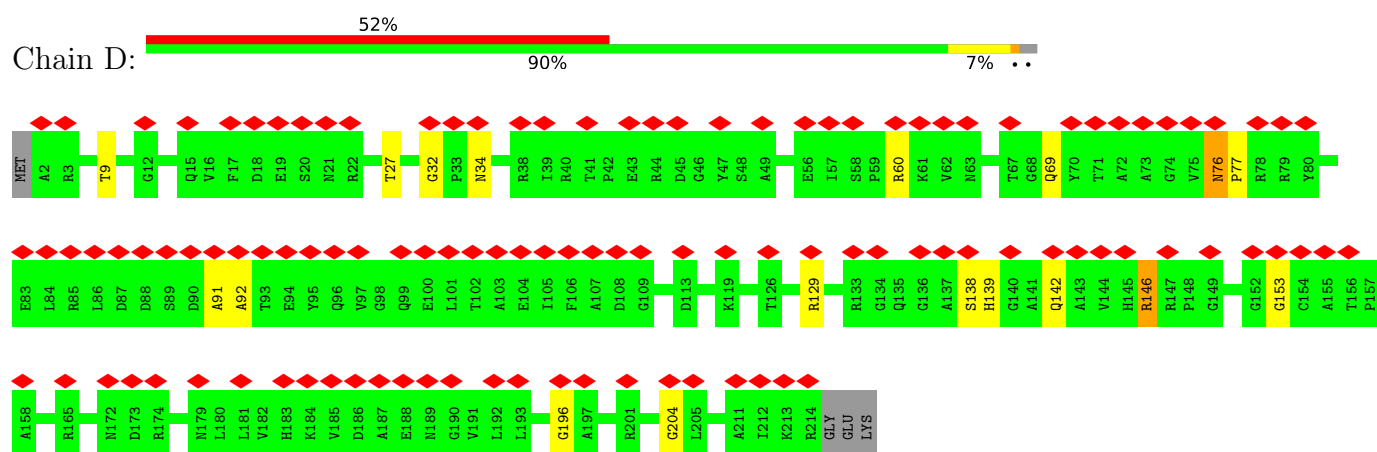 52%
Chain D:
90% 7% • •
MET A2 R3 T9 G12 Q15 V16 F17 D18 E19 S20 N21 R22 T27 G32 P33 N34 R38 I39 R40 T41 P42 E43 R44 D45 G46 Y47 S48 A49 E56 I57 S58 P59 R60 K61 V62 N63 T67 G68 Q69 Y70 T71 A72 A73 G74 V75 N76 P77 R78 R79 Y80
E83 L84 R85 L86 D87 D88 S89 D90 A91 A92 T93 E94 Y95 Q96 V97 G98 Q99 E100 L101 T102 A103 E104 I105 F106 A107 D108 G109 D113 K119 T126 R129 R133 G134 Q135 G136 A137 S138 H139 G140 A141 Q142 A143 V144 H145 R146 R147 P148 G149 G152 G153 C154 A155 T156 P157
A158 R165 N172 D173 R174 N179 L180 L181 V182 H183 K184 V185 D186 A187 E188 N189 G190 V191 L192 L193 G196 A197 R201 G204 L205 A211 I212 K213 R214 GLY GLU LYS